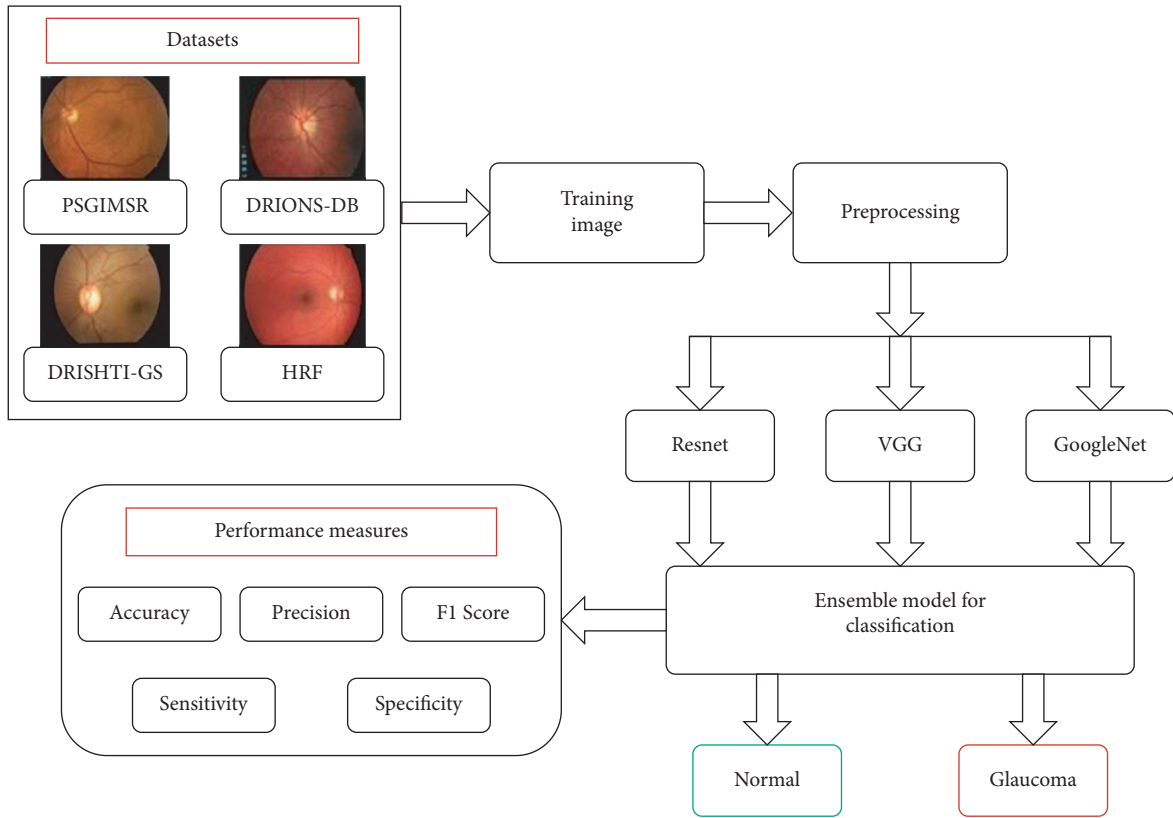 Datasets
PSGIMSR
DRIONS-DB
DRISHTI-GS
HRF
Training
image
Preprocessing
Resnet
VGG
GoogleNet
Ensemble model for
classification
Performance measures
Accuracy
Precision
F1 Score
Sensitivity
Specificity
Normal
Glaucoma